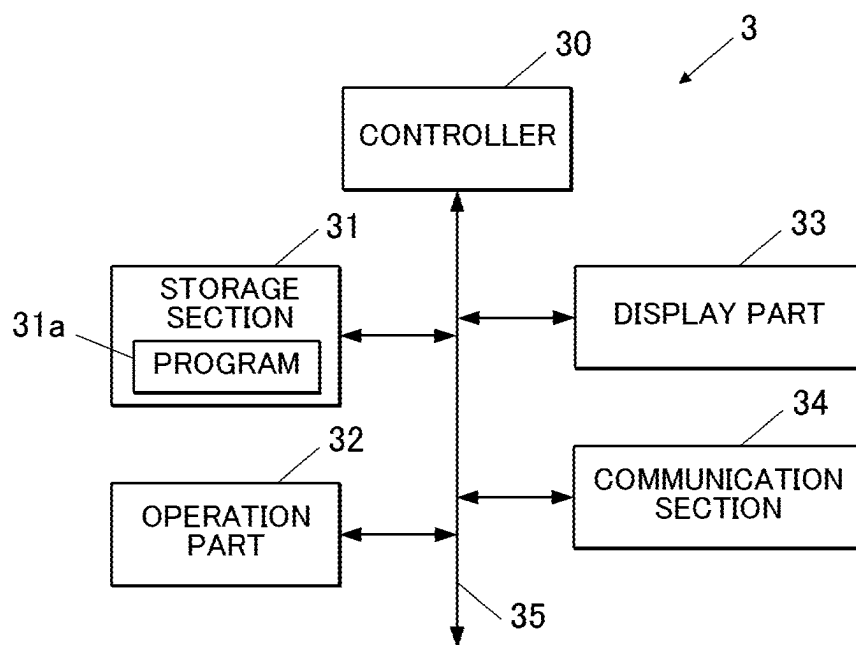 3
30
CONTROLLER
31
STORAGE
SECTION
31a
PROGRAM
33
DISPLAY PART
32
OPERATION
PART
34
COMMUNICATION
SECTION
35